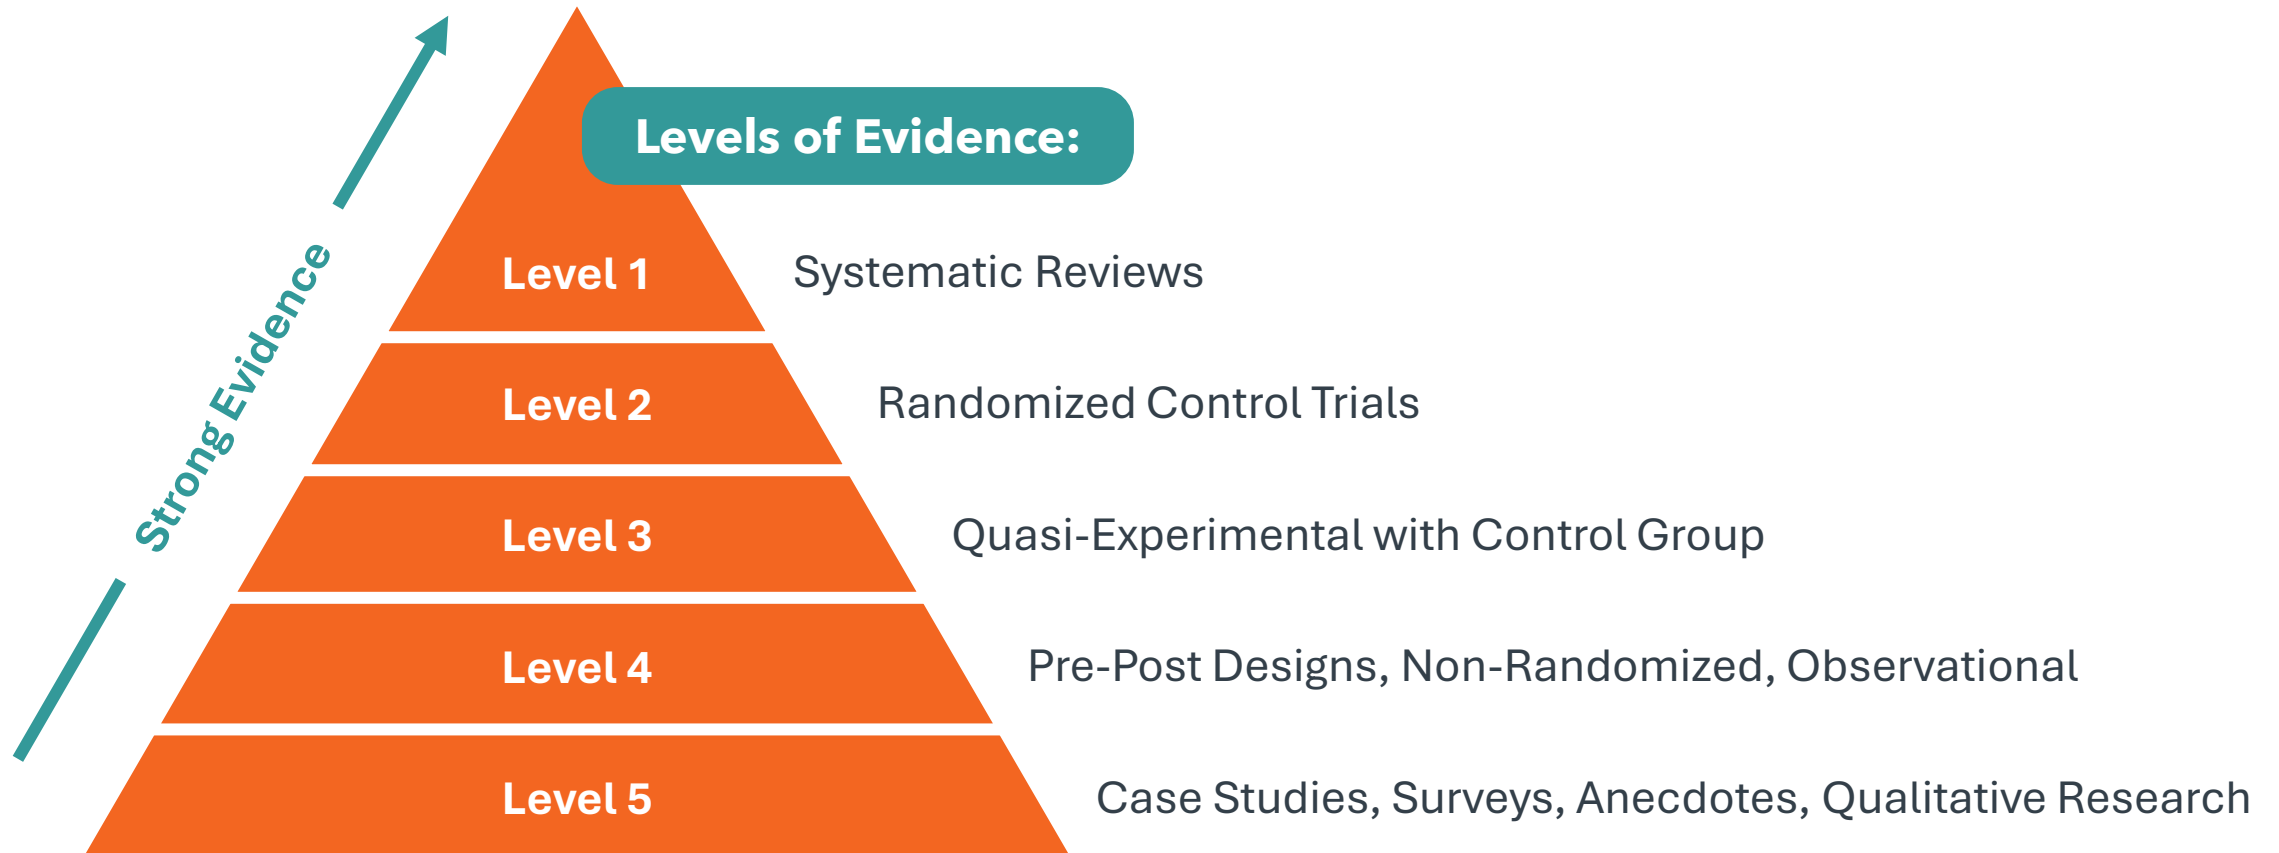 Levels of Evidence:
Strong Evidence
Level 1 Systematic Reviews
Level 2 Randomized Control Trials
Level 3 Quasi-Experimental with Control Group
Level 4 Pre-Post Designs, Non-Randomized, Observational
Level 5 Case Studies, Surveys, Anecdotes, Qualitative Research